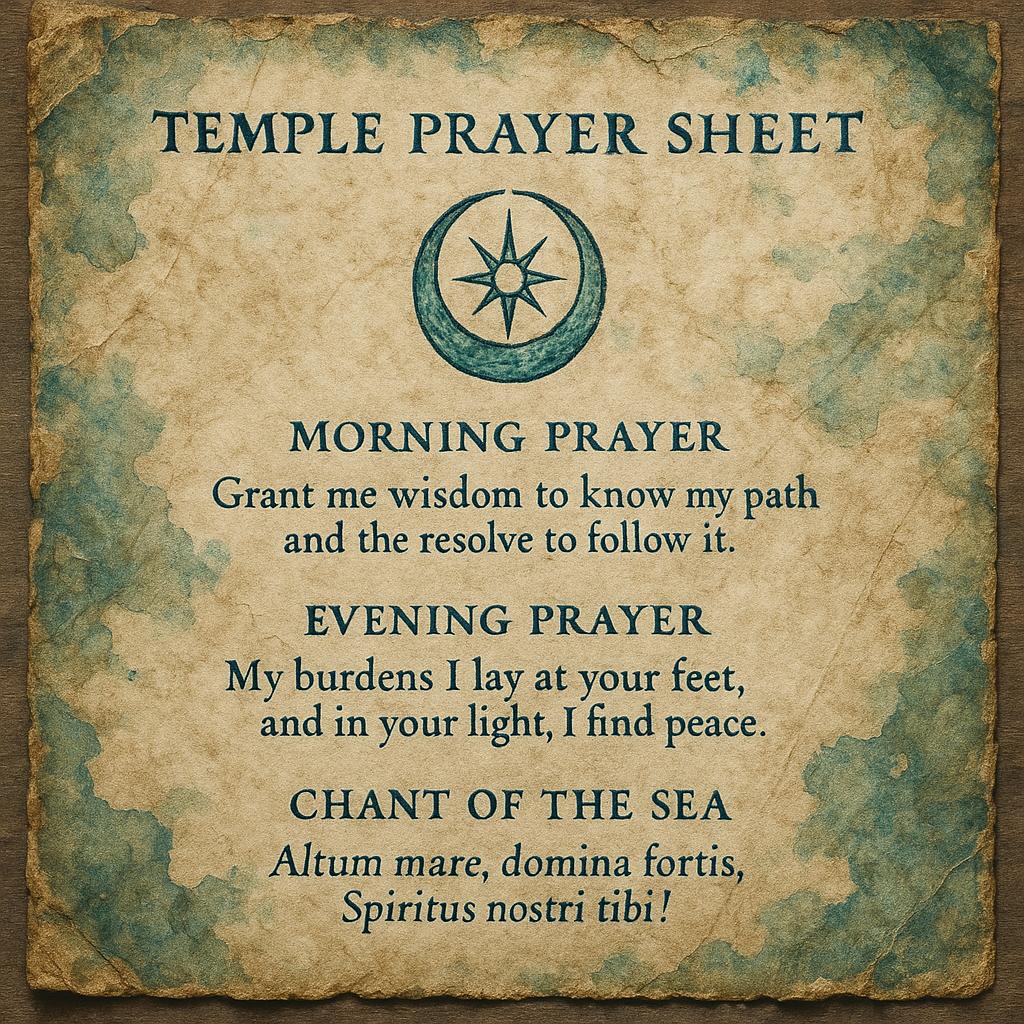 TEMPLE PRAYER SHEET
MORNING PRAYER
Grant me wisdom to know my path
and the resolve to follow it.
EVENING PRAYER
My burdens I lay at your feet,
and in your light, I find peace.
CHANT OF THE SEA
Altum mare, domina fortis,
Spiritus nostri tibi!